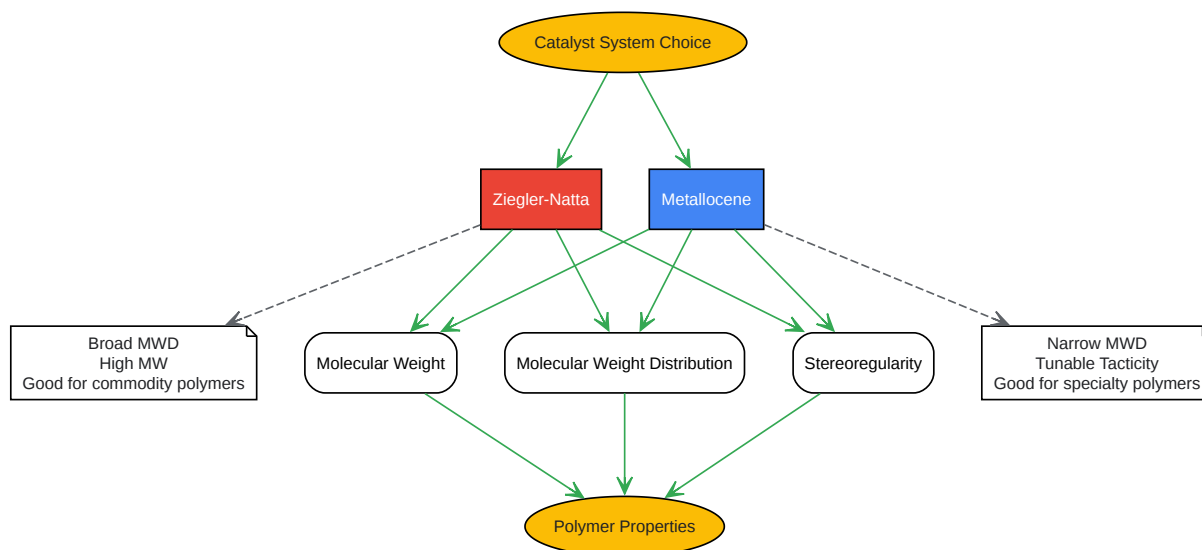 Catalyst System Choice
Ziegler-Natta
Metallocene
Broad MWD
High MW
Good for commodity polymers
Molecular Weight
Molecular Weight Distribution
Stereoregularity
Narrow MWD
Tunable Tacticity
Good for specialty polymers
Polymer Properties